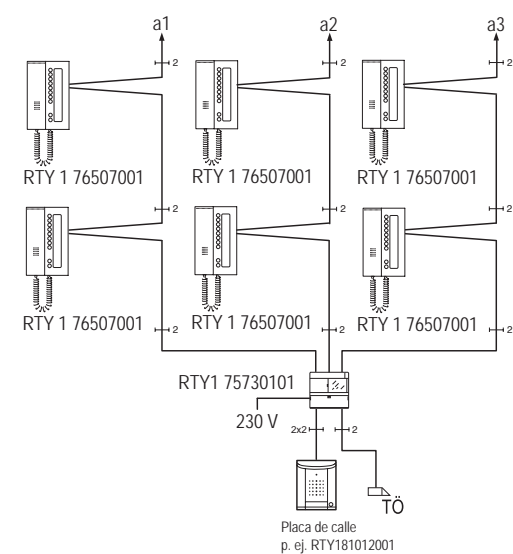 a1 a2 a3
2 2 2
RTY 1 76507001 RTY 1 76507001 RTY 1 76507001
2 2 2
RTY 1 76507001 RTY 1 76507001 RTY 1 76507001
2 2 2
RTY1 75730101
230 V
2x2 2
TÖ
Placa de calle
p. ej. RTY181012001